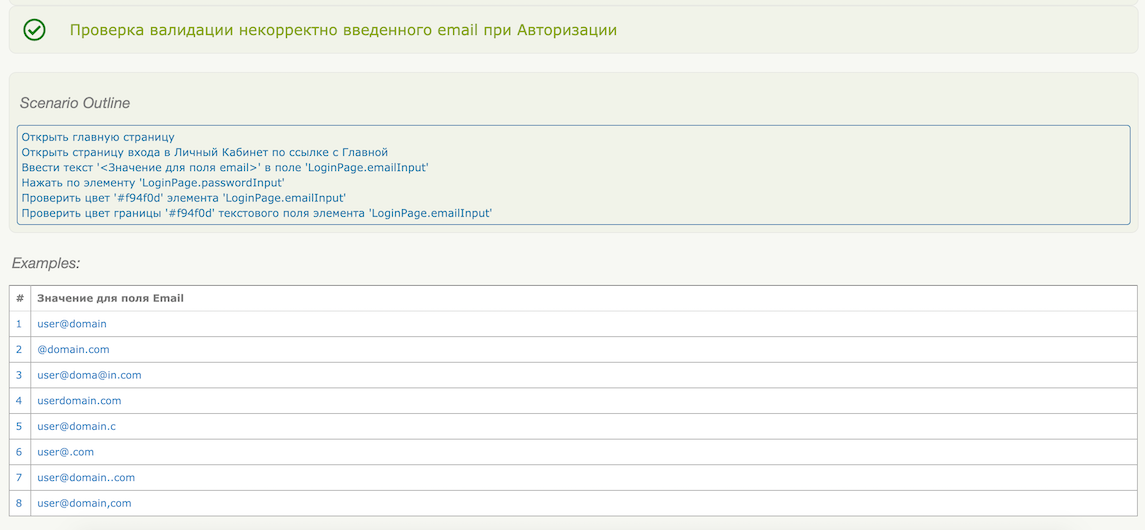 Проверка валидации некорректно введенного email при Авторизации
Scenario Outline
Открыть главную страницу
Открыть страницу входа в Личный Кабинет по ссылке с Главной
Ввести текст '<Значение для поля email>' в поле 'LoginPage.emailInput'
Нажать по элементу 'LoginPage.passwordInput'
Проверить цвет '#f94f0d' элемента 'LoginPage.emailInput'
Проверить цвет границы '#f94f0d' текстового поля элемента 'LoginPage.emailInput'
Examples:
# Значение для поля Email
1 user@domain
2 @domain.com
3 user@doma@in.com
4 userdomain.com
5 user@domain.c
6 user@.com
7 user@domain..com
8 user@domain,com